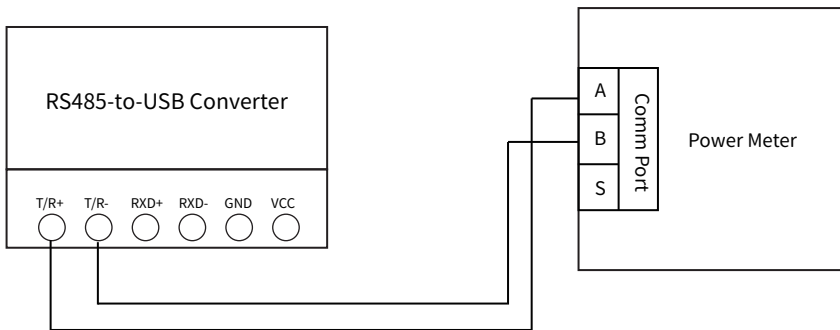 RS485-to-USB Converter
T/R+ T/R- RXD+ RXD- GND VCC
A
B
S
Comm Port
Power Meter